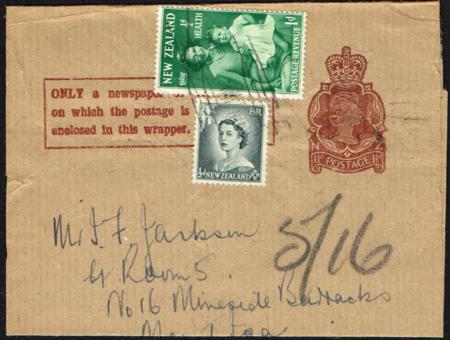 NEW ZEALAND
HEALTH
1d
POSTAGE-REVENUE
ONLY a newspaper
on which the postage is
enclosed in this wrapper.
ER
½d NEW ZEALAND
N Z
1½ POSTAGE 1½
5/16
Mr J. F. Jackson
Room 5
No 16 Mineside Barracks